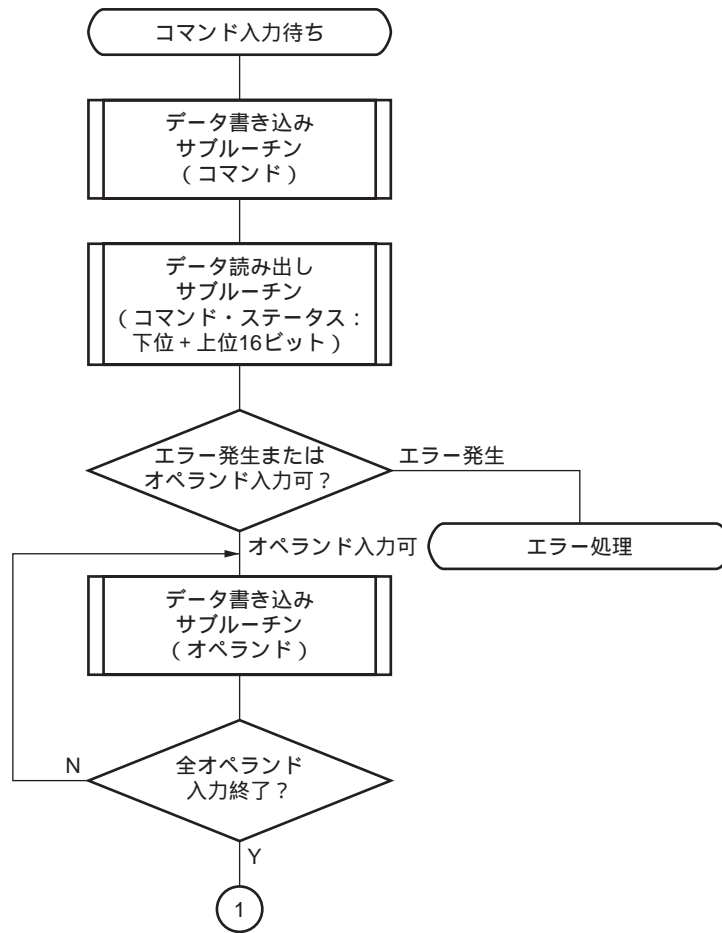 コマンド入力待ち
データ書き込み
サブルーチン
(コマンド)
データ読み出し
サブルーチン
(コマンド・ステータス:
下位+上位16ビット)
エラー発生または
オペランド入力可?
エラー発生
オペランド入力可
エラー処理
データ書き込み
サブルーチン
(オペランド)
N
全オペランド
入力終了?
Y
1